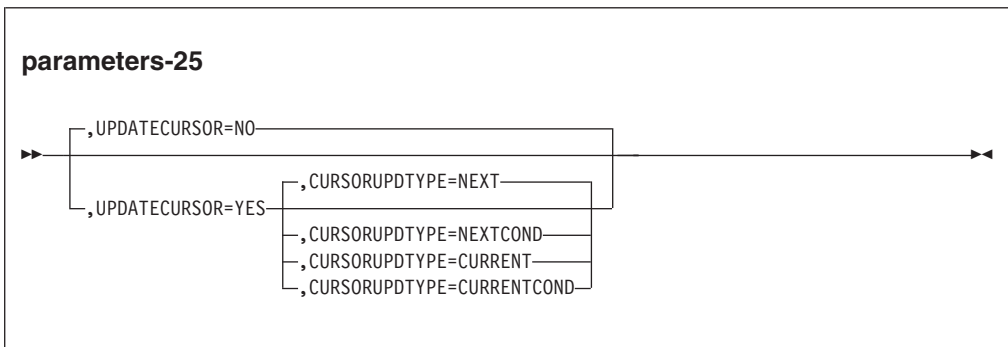 parameters-25
,UPDATECURSOR=NO
,CURSORUPDTYPE=NEXT
,UPDATECURSOR=YES
,CURSORUPDTYPE=NEXTCOND
,CURSORUPDTYPE=CURRENT
,CURSORUPDTYPE=CURRENTCOND